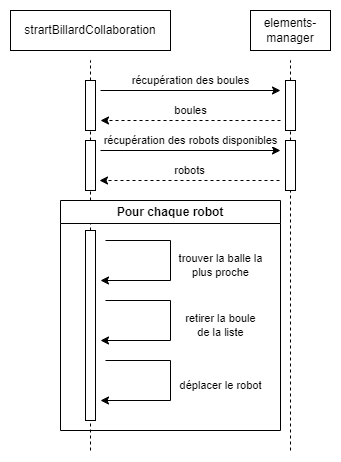 strartBillardCollaboration
elements-
manager
récupération des boules
boules
récupération des robots disponibles
robots
Pour chaque robot
trouver la balle la
plus proche
retirer la boule
de la liste
déplacer le robot